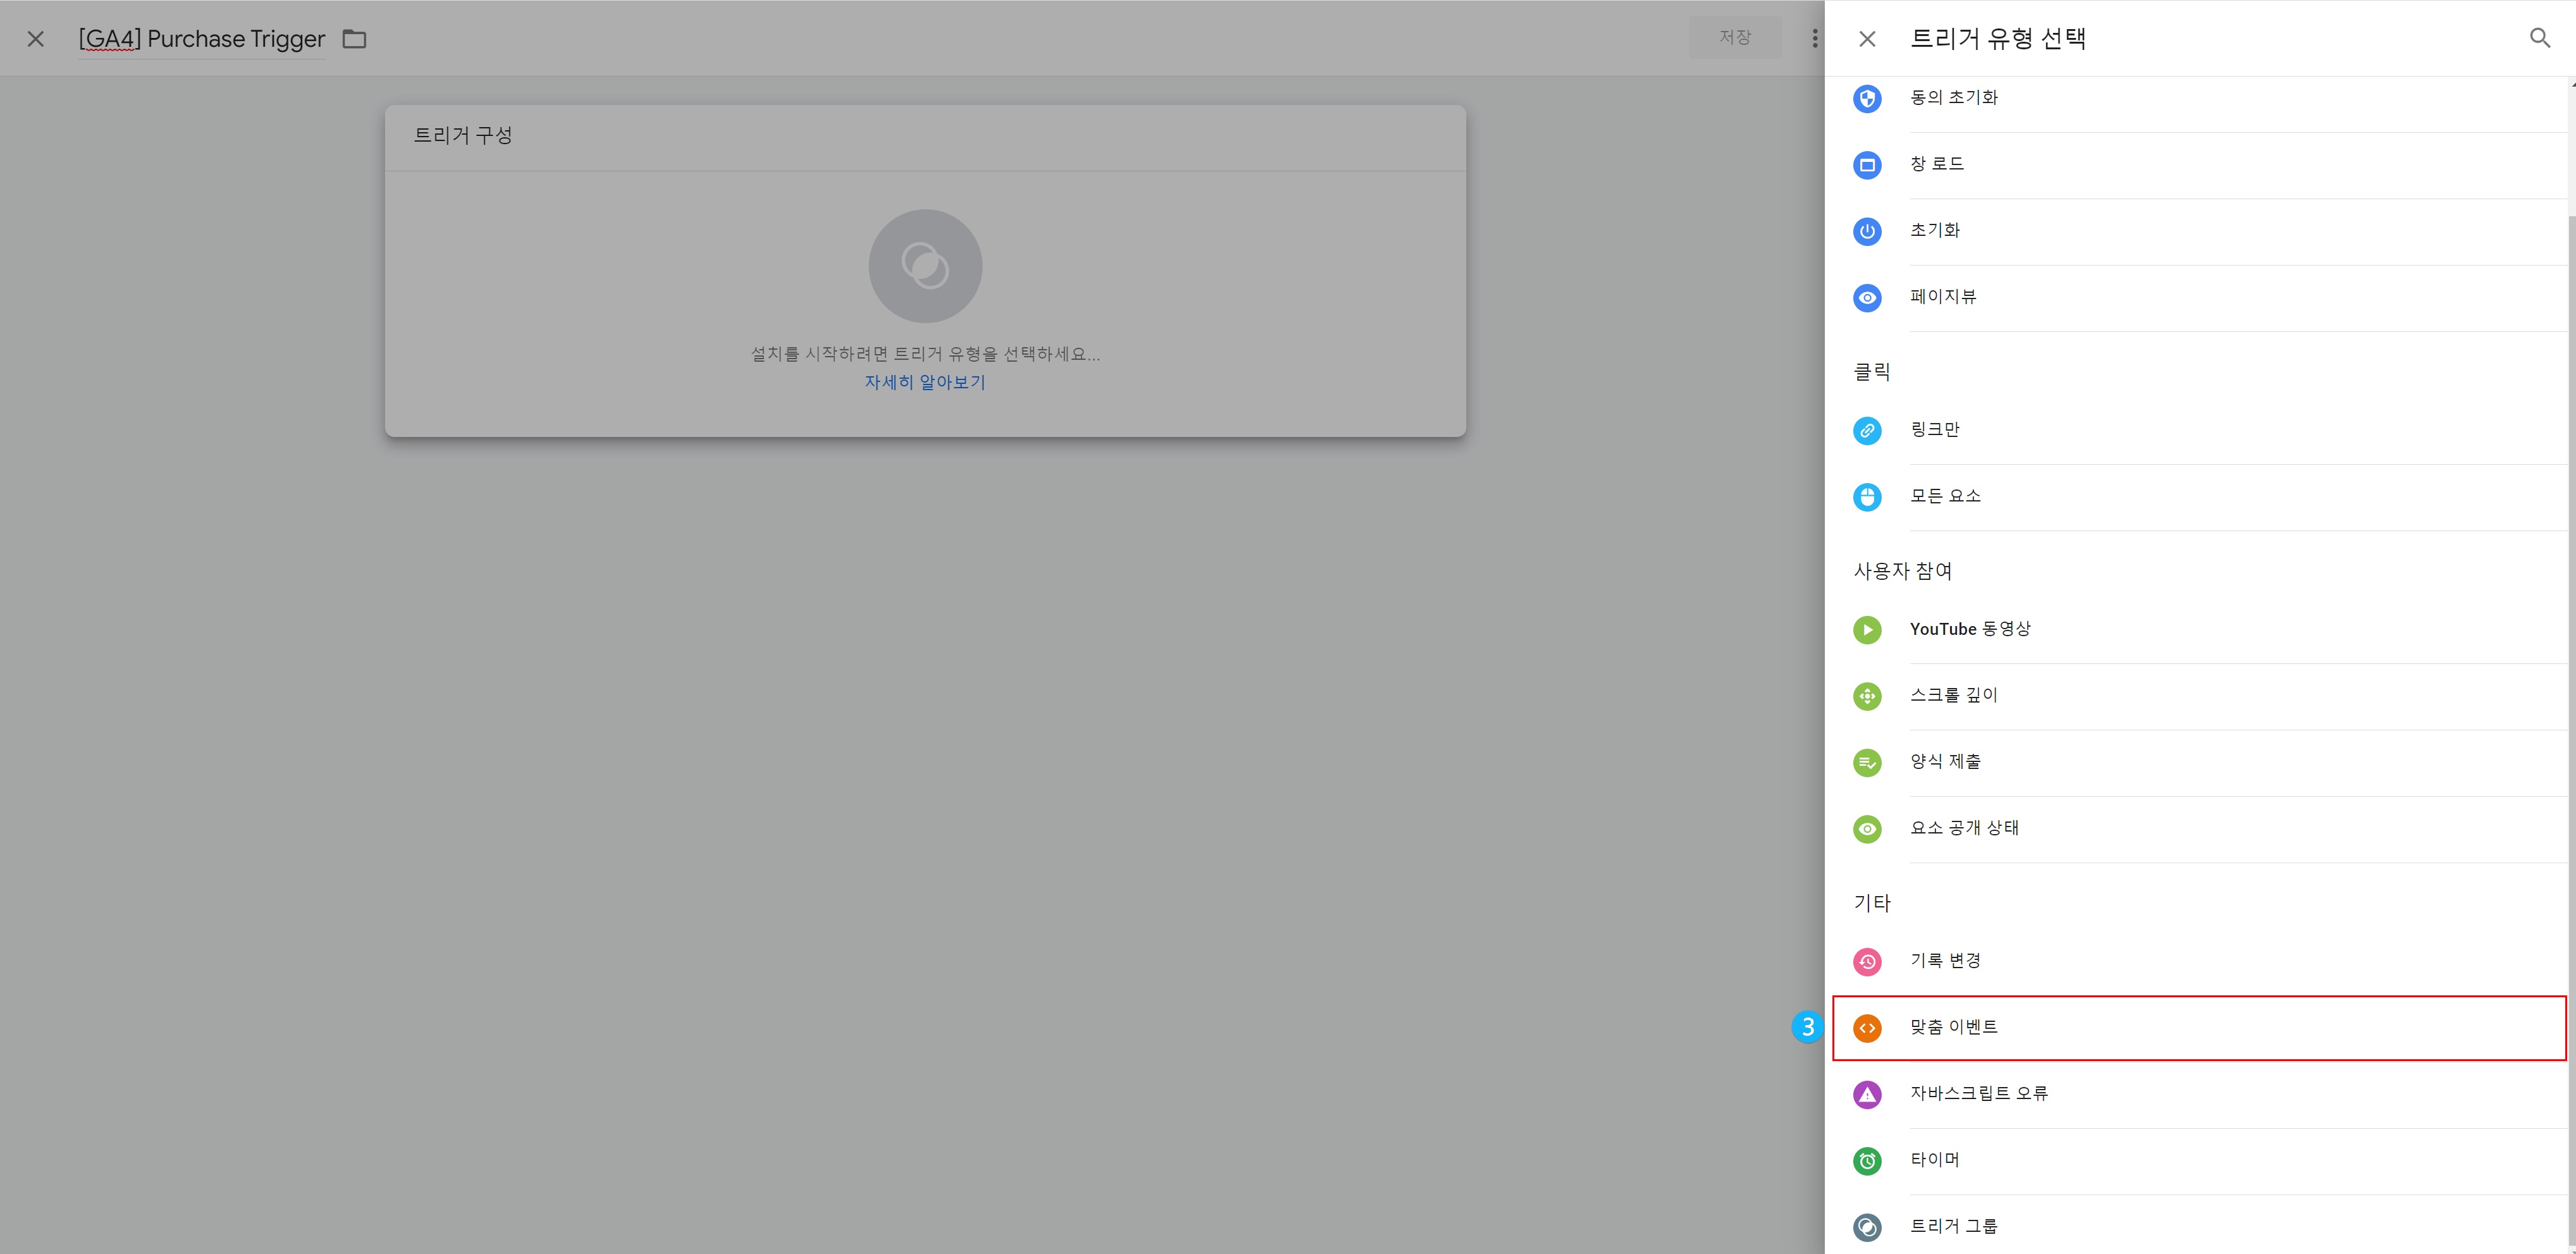 [GA4] Purchase Trigger
저장
트리거 구성
설치를 시작하려면 트리거 유형을 선택하세요...
자세히 알아보기
트리거 유형 선택
동의 초기화
창 로드
초기화
페이지뷰
클릭
링크만
모든 요소
사용자 참여
YouTube 동영상
스크롤 깊이
양식 제출
요소 공개 상태
기타
기록 변경
3 맞춤 이벤트
자바스크립트 오류
타이머
트리거 그룹